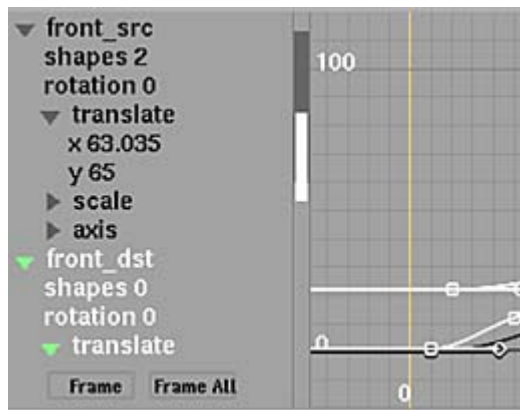 front_src
shapes 2
rotation 0
translate
x 63.035
y 65
scale
axis
front_dst
shapes 0
rotation 0
translate
Frame Frame All
100
0
0